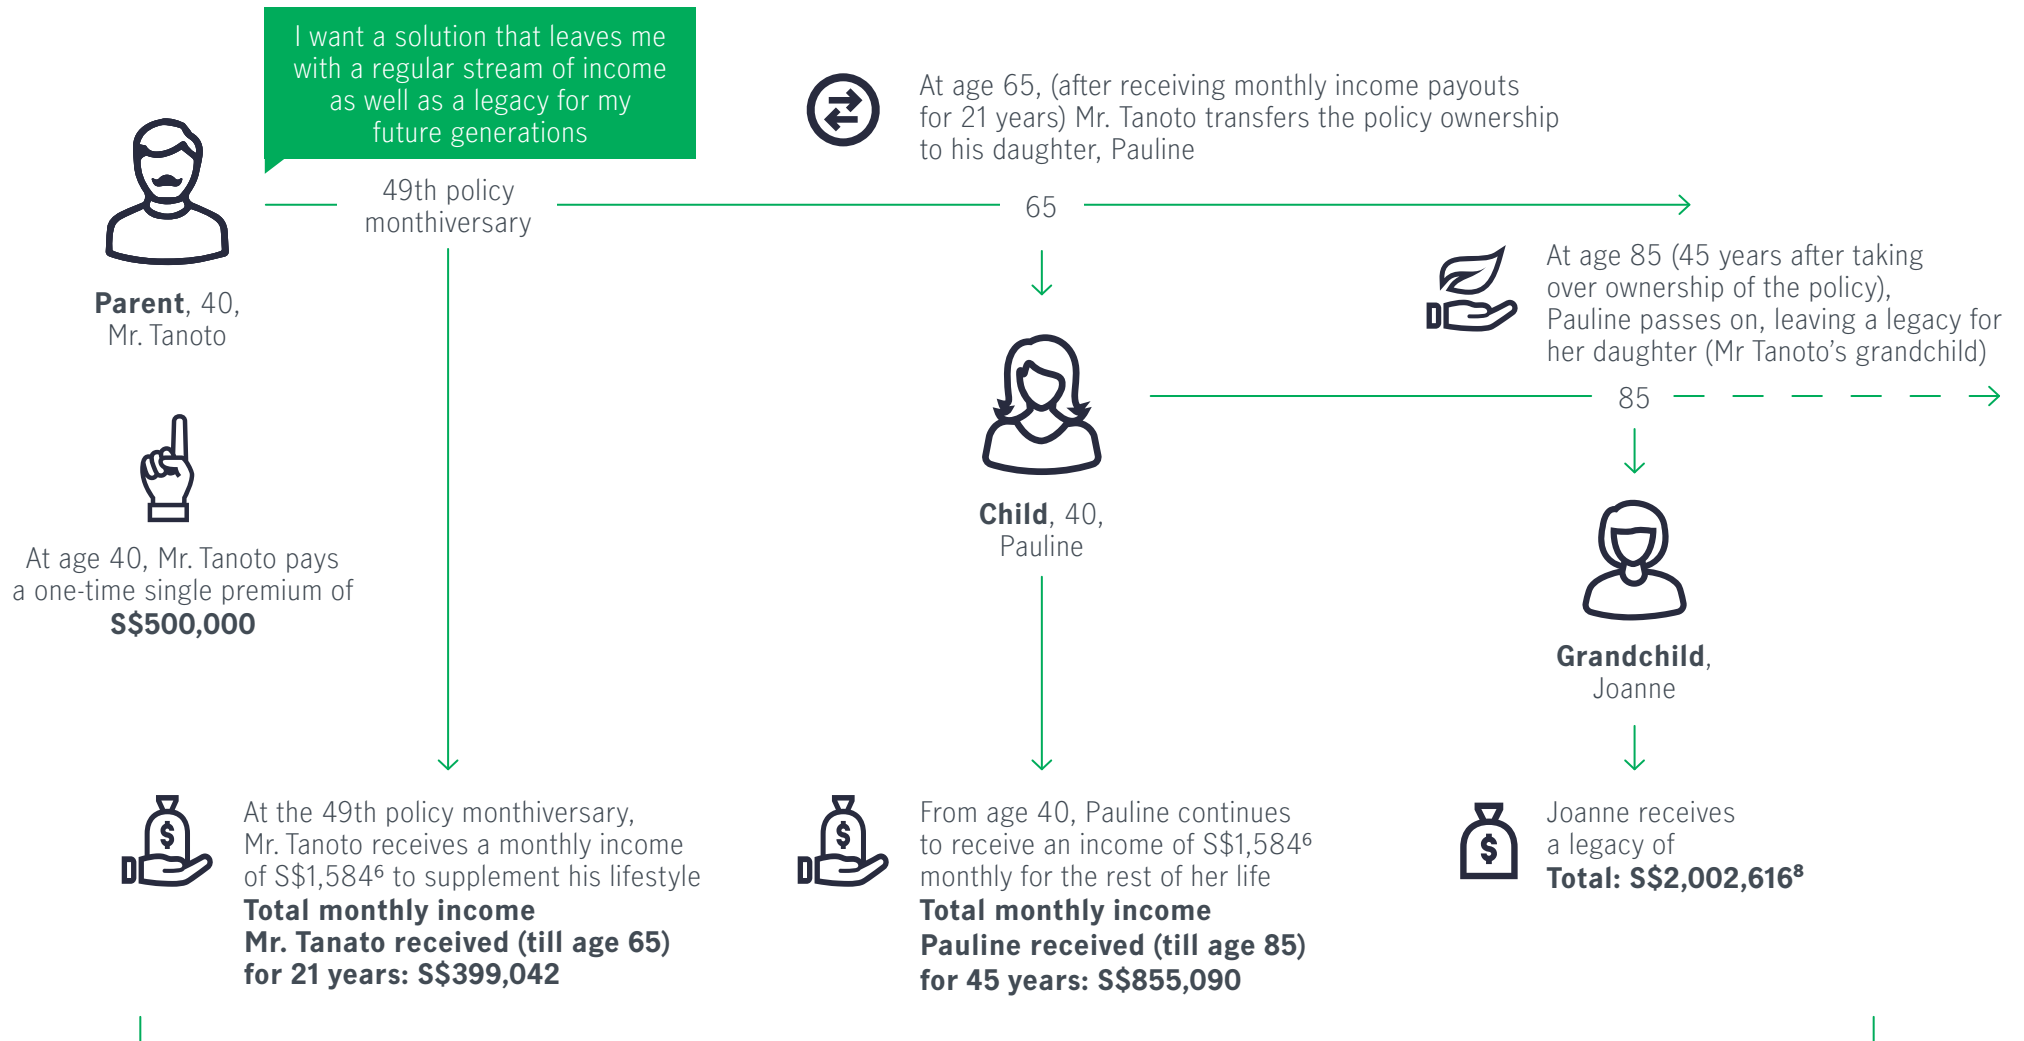 I want a solution that leaves me
with a regular stream of income
as well as a legacy for my
future generations
At age 65, (after receiving monthly income payouts
for 21 years) Mr. Tanoto transfers the policy ownership
to his daughter, Pauline
49th policy
monthiversary
65
At age 85 (45 years after taking
over ownership of the policy),
Pauline passes on, leaving a legacy for
her daughter (Mr Tanoto's grandchild)
Parent, 40,
Mr. Tanoto
85
At age 40, Mr. Tanoto pays
a one-time single premium of
S$500,000
Child, 40,
Pauline
Grandchild,
Joanne
$
At the 49th policy monthiversary,
Mr. Tanoto receives a monthly income
of S$1,584⁶ to supplement his lifestyle
Total monthly income
Mr. Tanato received (till age 65)
for 21 years: S$399,042
$
From age 40, Pauline continues
to receive an income of S$1,584⁶
monthly for the rest of her life
Total monthly income
Pauline received (till age 85)
for 45 years: S$855,090
$
Joanne receives
a legacy of
Total: S$2,002,616⁸